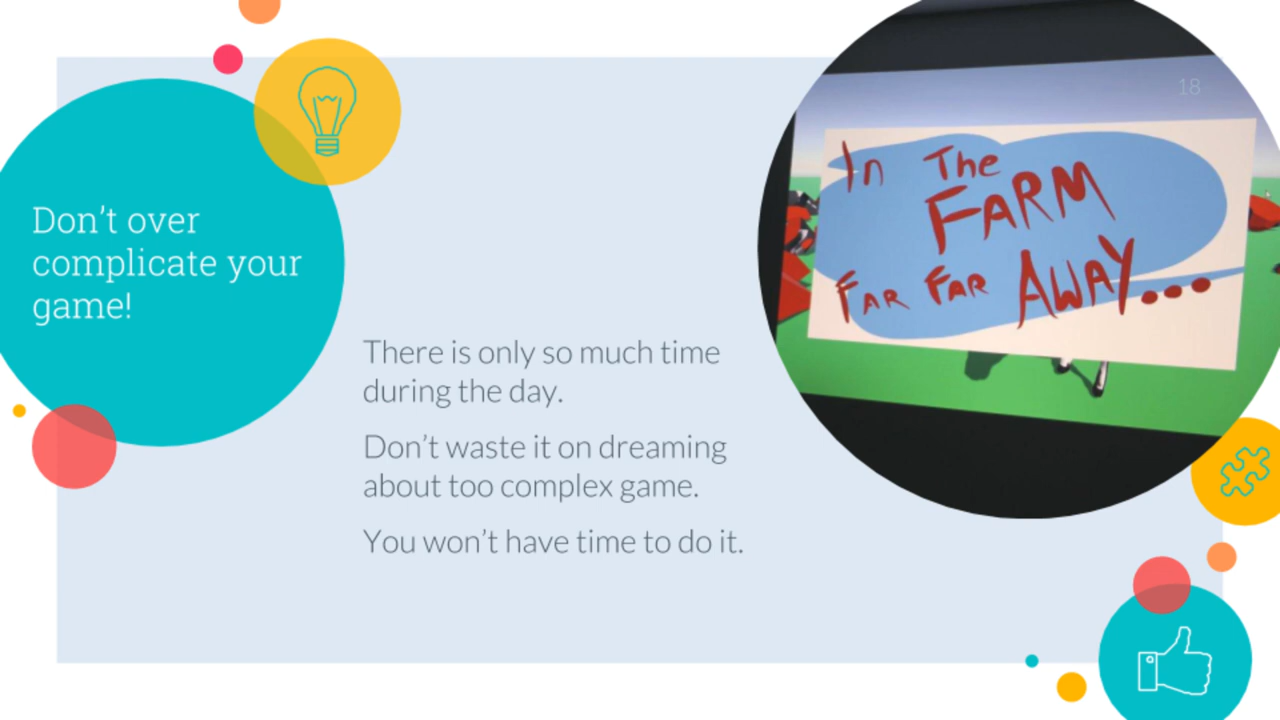 Don't over
complicate your
game!
There is only so much time
during the day.
Don't waste it on dreaming
about too complex game.
You won't have time to do it.
18
In The
FARM
FAR FAR AWAY...